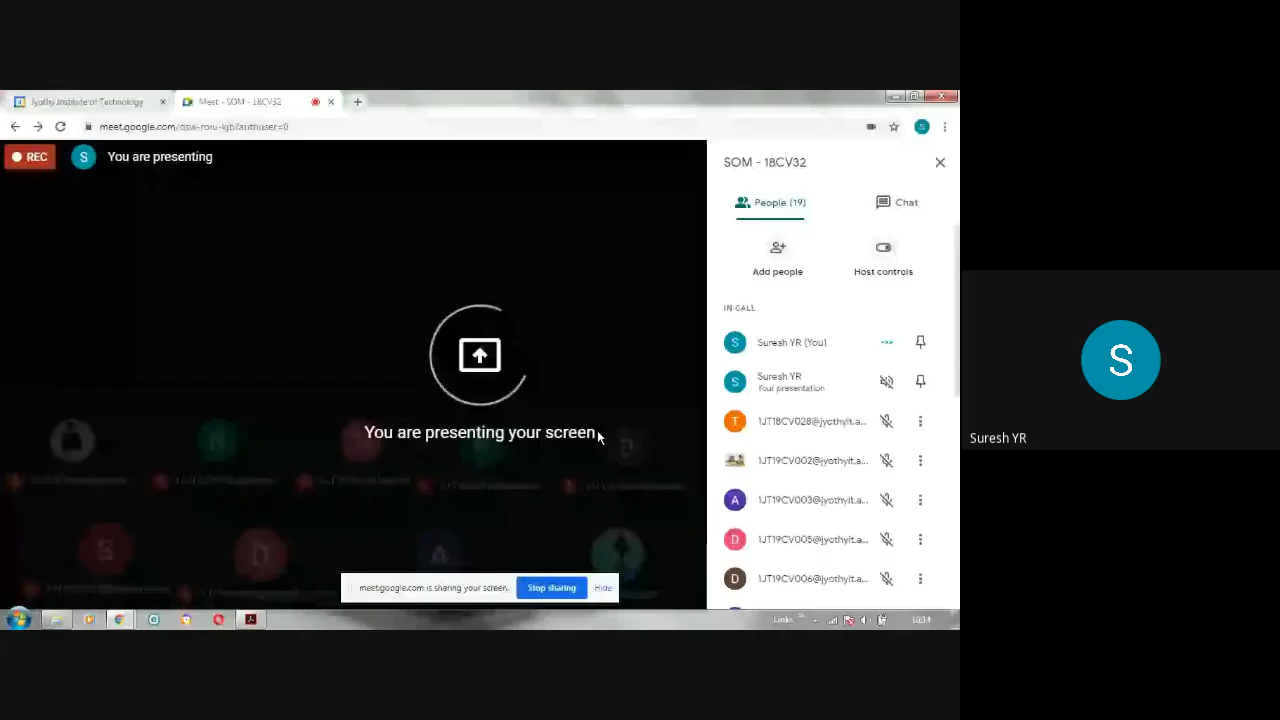 Jyothy Institute of Technology
Meet - SOM - 18CV32
REC
S
You are presenting
You are presenting your screen
meet.google.com is sharing your screen.
Stop sharing
Hide
SOM - 18CV32
People (19)
Chat
Add people
Host controls
IN CALL
S Suresh YR (You)
S Suresh YR
Your presentation
T 1JT18CV028@jyothyit.a...
1JT19CV002@jyothyit.a...
A 1JT19CV003@jyothyit.a...
D 1JT19CV005@jyothyit.a...
D 1JT19CV006@jyothyit.a...
Links
S
Suresh YR